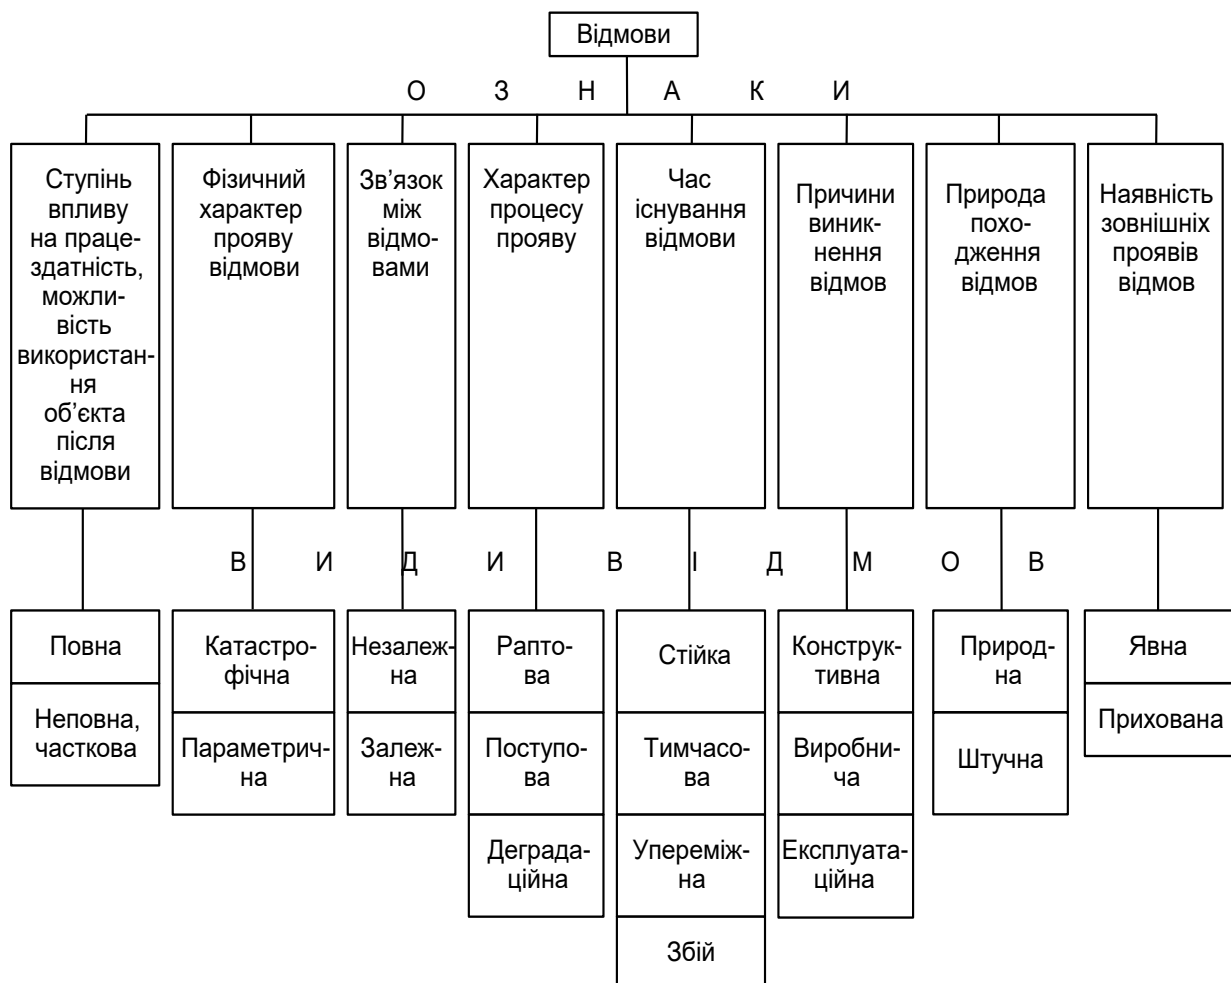 Відмови
О З Н А К И
Ступінь
впливу
на праце-
здатність,
можли-
вість
використан-
ня
об’єкта
після
відмови
Фізичний
характер
прояву
відмови
Зв’язок
між
відмо-
вами
Характер
процесу
прояву
Час
існування
відмови
Причини
виник-
нення
відмов
Природа
похо-
дження
відмов
Наявність
зовнішніх
проявів
відмов
В И Д И В І Д М О В
Повна
Неповна,
часткова
Катастро-
фічна
Параметрич-
на
Незалеж-
на
Залеж-
на
Рапто-
ва
Поступо-
ва
Деграда-
ційна
Стійка
Тимчасо-
ва
Упереміж-
на
Збій
Конструк-
тивна
Виробни-
ча
Експлуата-
ційна
Природ-
на
Штучна
Явна
Прихована